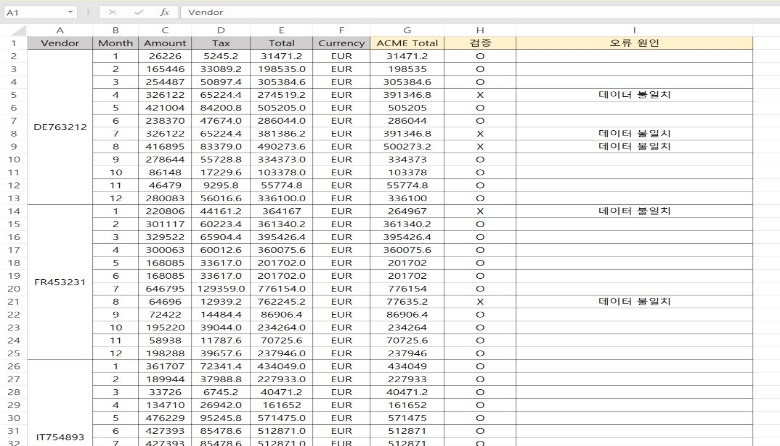 A1 fx Vendor
A B C D E F G H I
1 Vendor Month Amount Tax Total Currency ACME Total 검증 오류 원인
2 1 26226 5245.2 31471.2 EUR 31471.2 O
3 2 165446 33089.2 198535.0 EUR 198535 O
4 3 254487 50897.4 305384.6 EUR 305384.6 O
5 4 326122 65224.4 274519.2 EUR 391346.8 X 데이터 불일치
6 5 421004 84200.8 505205.0 EUR 505205 O
7 DE763212 6 238370 47674.0 286044.0 EUR 286044 O
8 7 326122 65224.4 381386.2 EUR 391346.8 X 데이터 불일치
9 8 416895 83379.0 490273.6 EUR 500273.2 X 데이터 불일치
10 9 278644 55728.8 334373.0 EUR 334373 O
11 10 86148 17229.6 103378.0 EUR 103378 O
12 11 46479 9295.8 55774.8 EUR 55774.8 O
13 12 280083 56016.6 336100.0 EUR 336100 O
14 1 220806 44161.2 364167 EUR 264967 X 데이터 불일치
15 2 301117 60223.4 361340.2 EUR 361340.2 O
16 3 329522 65904.4 395426.4 EUR 395426.4 O
17 4 300063 60012.6 360075.6 EUR 360075.6 O
18 5 168085 33617.0 201702.0 EUR 201702 O
19 FR453231 6 168085 33617.0 201702.0 EUR 201702 O
20 7 646795 129359.0 776154.0 EUR 776154 O
21 8 64696 12939.2 762245.2 EUR 77635.2 X 데이터 불일치
22 9 72422 14484.4 86906.4 EUR 86906.4 O
23 10 195220 39044.0 234264.0 EUR 234264 O
24 11 58938 11787.6 70725.6 EUR 70725.6 O
25 12 198288 39657.6 237946.0 EUR 237946 O
26 1 361707 72341.4 434049.0 EUR 434049 O
27 2 189944 37988.8 227933.0 EUR 227933 O
28 3 33726 6745.2 40471.2 EUR 40471.2 O
29 4 134710 26942.0 161652 EUR 161652 O
30 5 476229 95245.8 571475.0 EUR 571475 O
31 IT754893 6 427393 85478.6 512871.0 EUR 512871 O
32 7 427393 85478.6 512871.0 EUR 512871 O